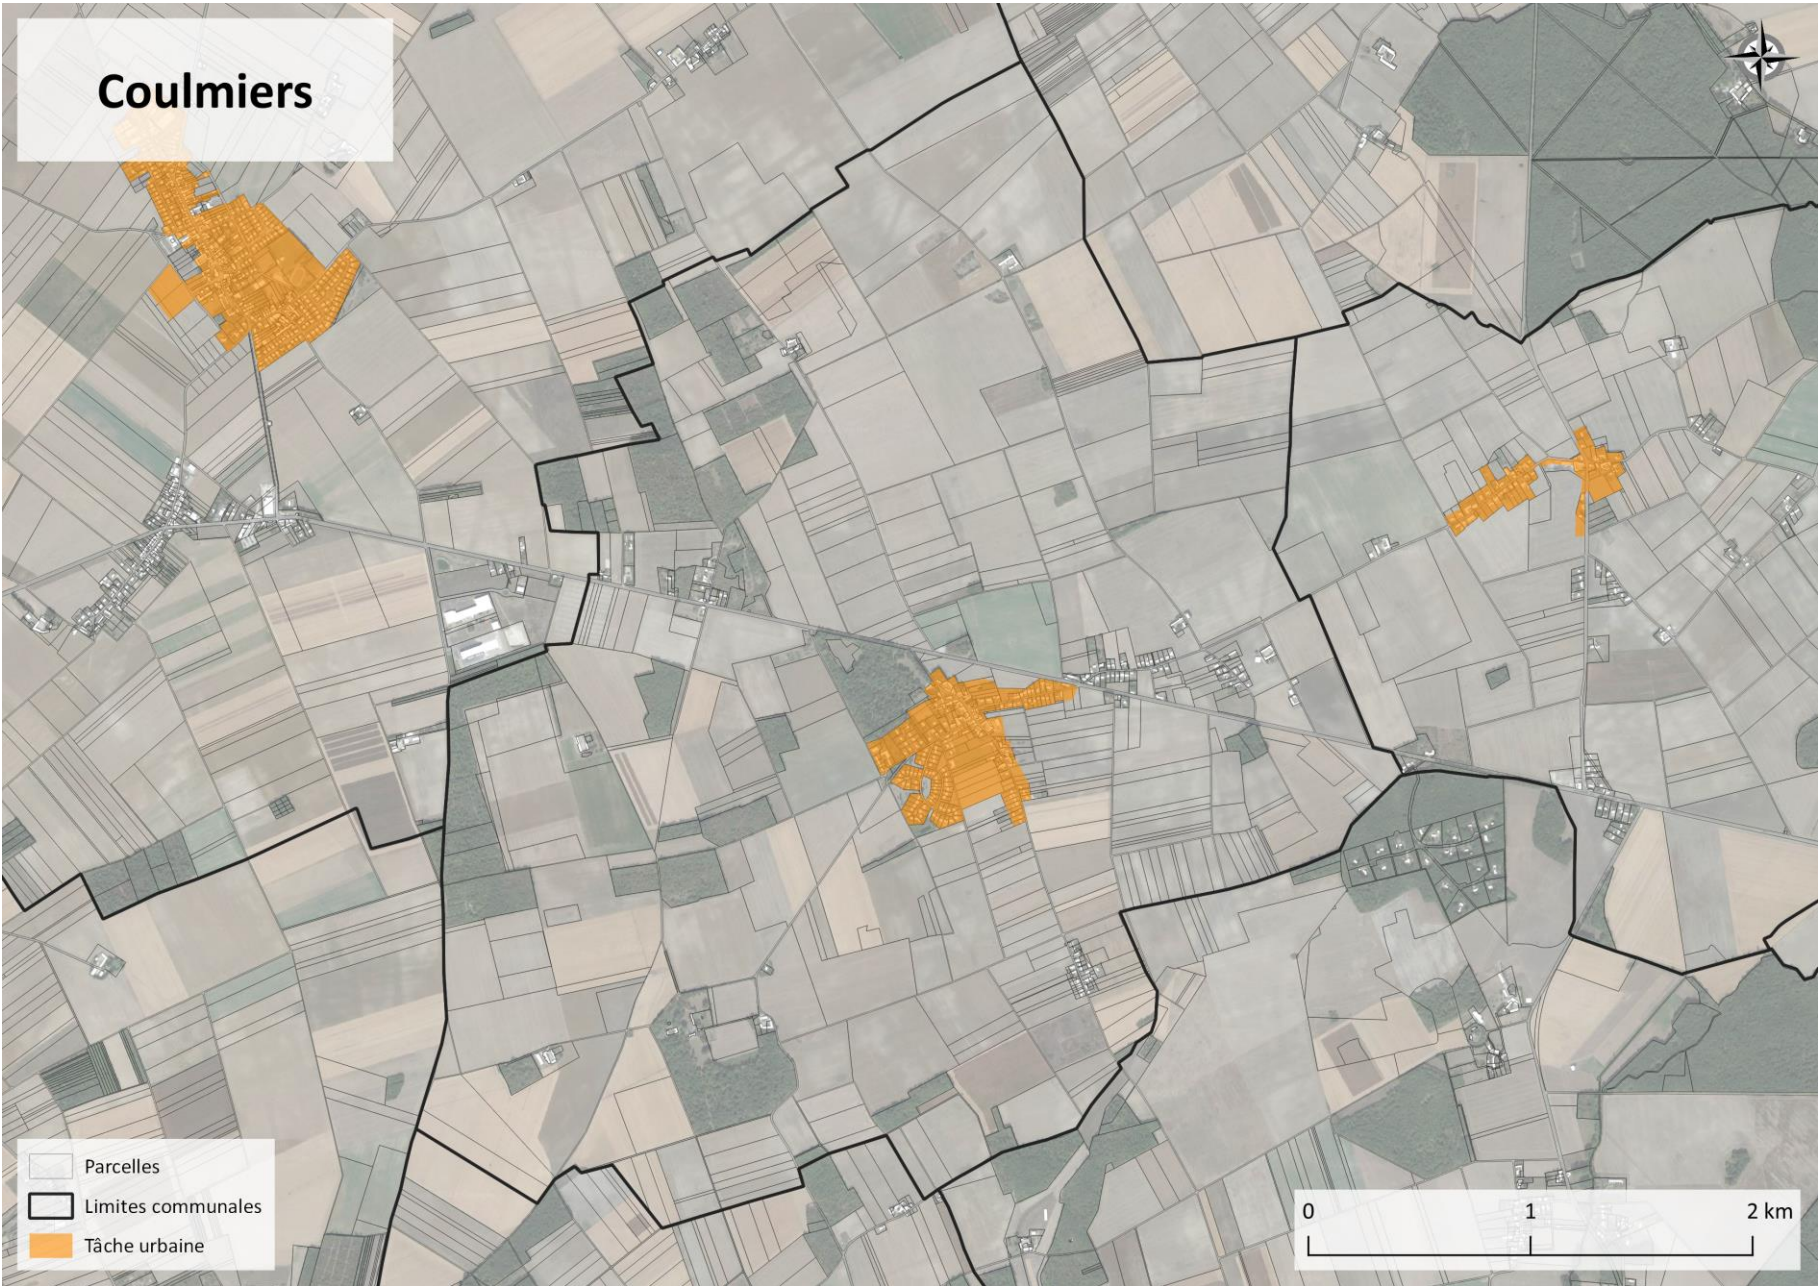 Coulmiers
Parcelles
Limites communales
Tâche urbaine
0 1 2 km